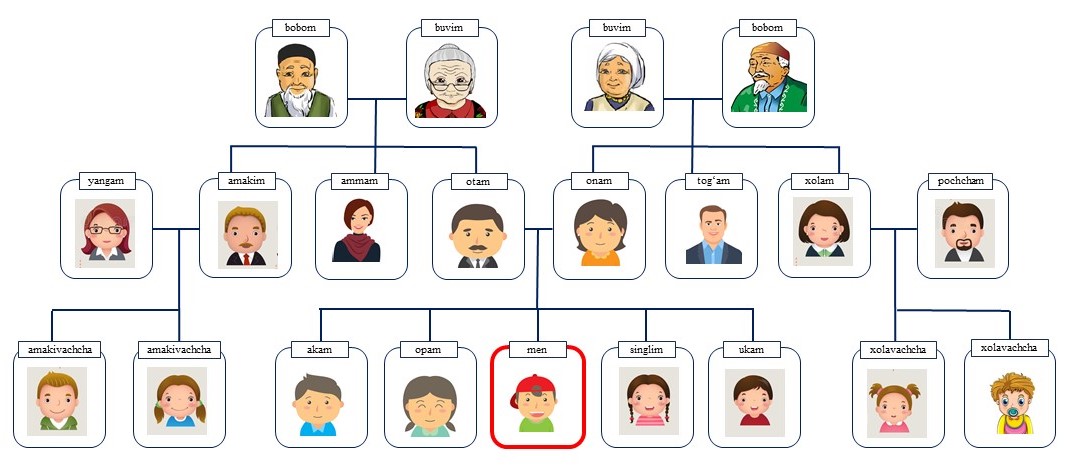 bobom
buvim
buvim
bobom
yangam
amakim
ammam
otam
onam
tog‘am
xolam
pochcham
amakivachcha
amakivachcha
akam
opam
men
singlim
ukam
xolavachcha
xolavachcha